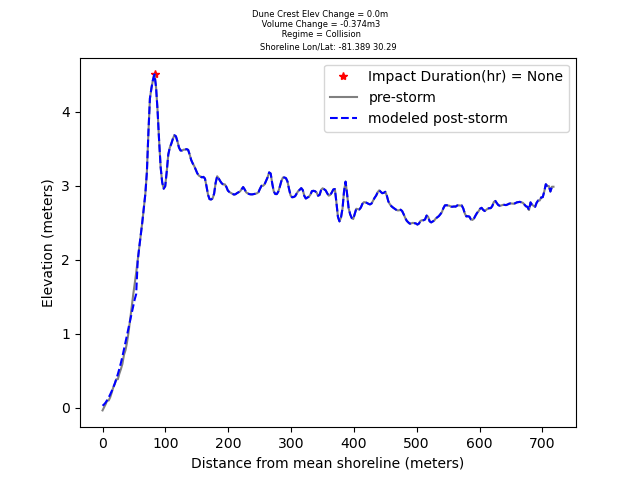 Dune Crest Elev Change = 0.0m
Volume Change = -0.374m3
Regime = Collision
Shoreline Lon/Lat: -81.389 30.29
Impact Duration(hr) = None
pre-storm
modeled post-storm
Elevation (meters)
4
3
2
1
0
0 100 200 300 400 500 600 700
Distance from mean shoreline (meters)